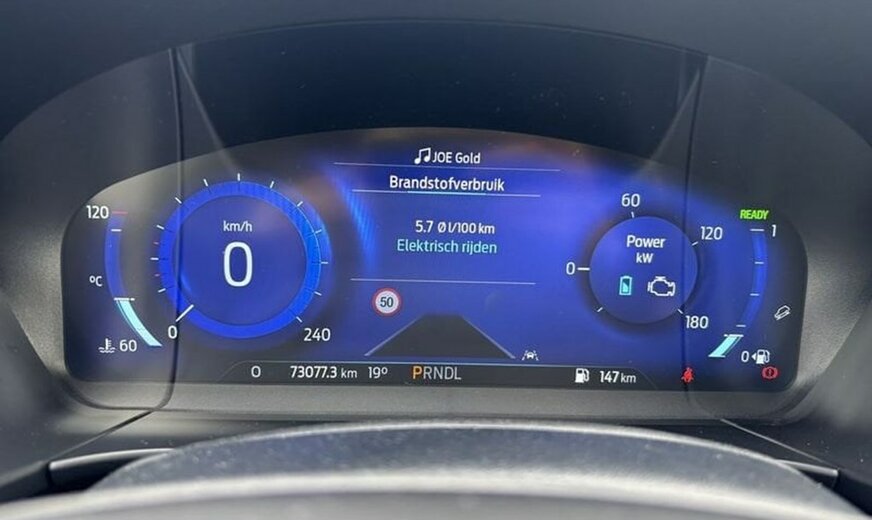 JOE Gold
Brandstofverbruik
5.7 Ø l/100 km
Elektrisch rijden
120
°C
60
km/h
0
0
240
50
60
Power
kW
0
120
180
READY
1
0
O 73077.3 km 19° PRNDL 147 km